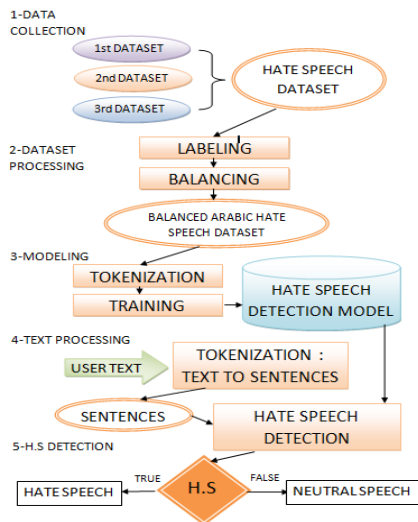 1-DATA
COLLECTION
1st DATASET
2nd DATASET
3rd DATASET
HATE SPEECH
DATASET
2-DATASET
PROCESSING
LABELING
BALANCING
BALANCED ARABIC HATE
SPEECH DATASET
3-MODELING
TOKENIZATION
TRAINING
HATE SPEECH
DETECTION MODEL
4-TEXT PROCESSING
USER TEXT
TOKENIZATION :
TEXT TO SENTENCES
SENTENCES
HATE SPEECH
DETECTION
5-H.S DETECTION
H.S
TRUE
FALSE
HATE SPEECH
NEUTRAL SPEECH